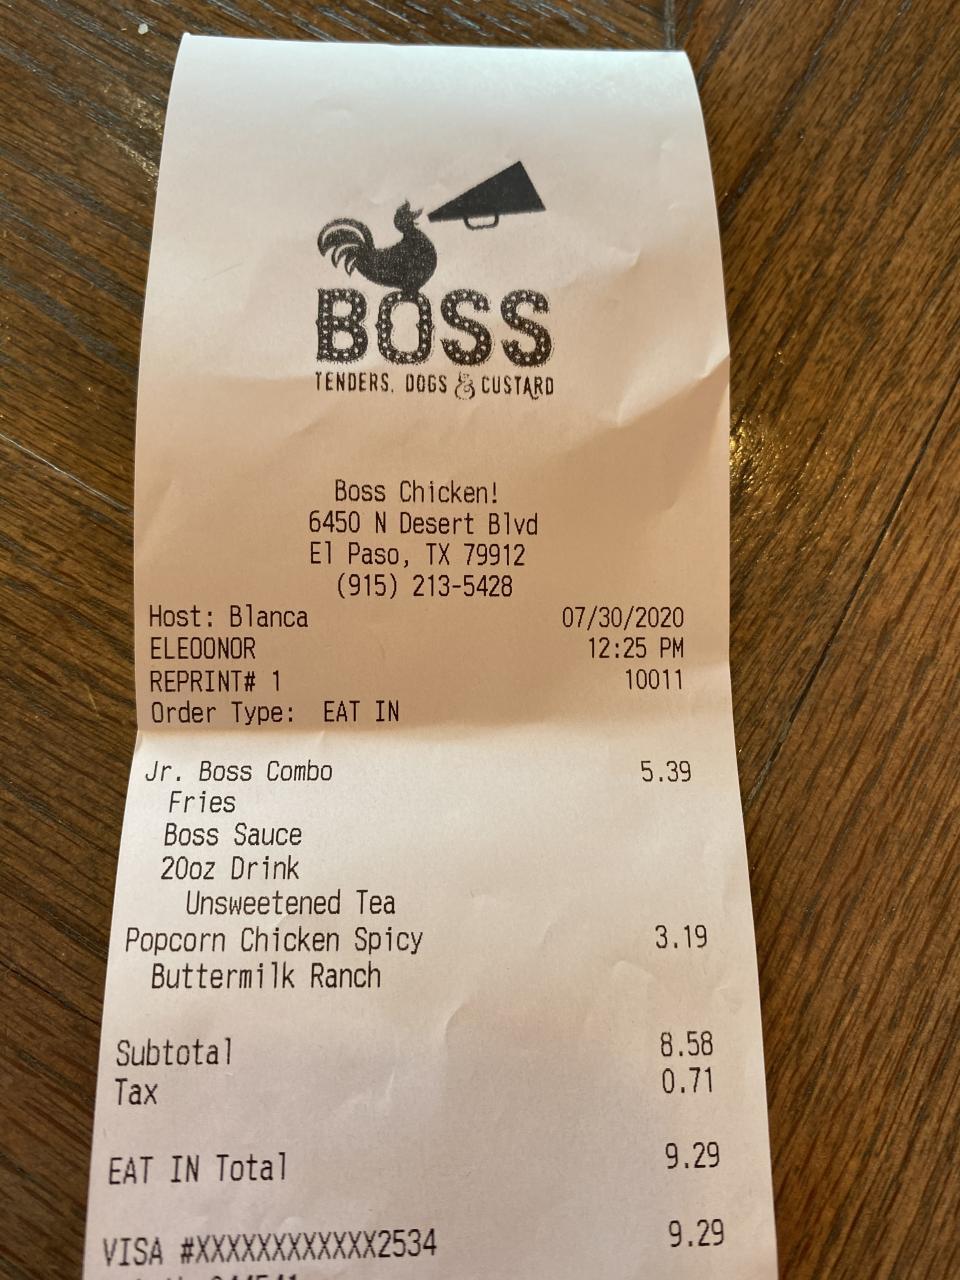 BOSS
TENDERS, DOGS & CUSTARD
Boss Chicken!
6450 N Desert Blvd
El Paso, TX 79912
(915) 213-5428
Host: Blanca 07/30/2020
ELEOONOR 12:25 PM
REPRINT# 1 10011
Order Type: EAT IN
Jr. Boss Combo 5.39
Fries
Boss Sauce
20oz Drink
Unsweetened Tea
Popcorn Chicken Spicy 3.19
Buttermilk Ranch
Subtotal 8.58
Tax 0.71
EAT IN Total 9.29
VISA #XXXXXXXXXXXX2534 9.29